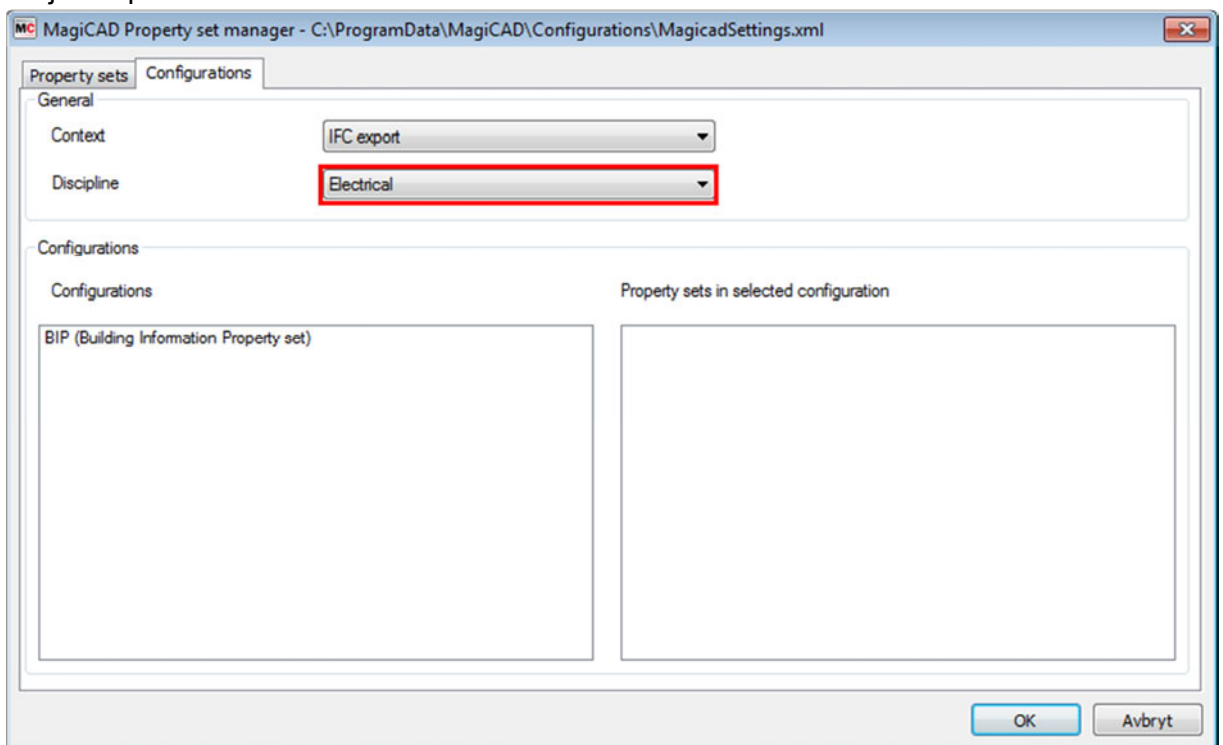 MC MagiCAD Property set manager - C:\ProgramData\MagiCAD\Configurations\MagicadSettings.xml
Property sets Configurations
General
Context IFC export
Discipline Electrical
Configurations
Configurations Property sets in selected configuration
BIP (Building Information Property set)
OK Avbryt